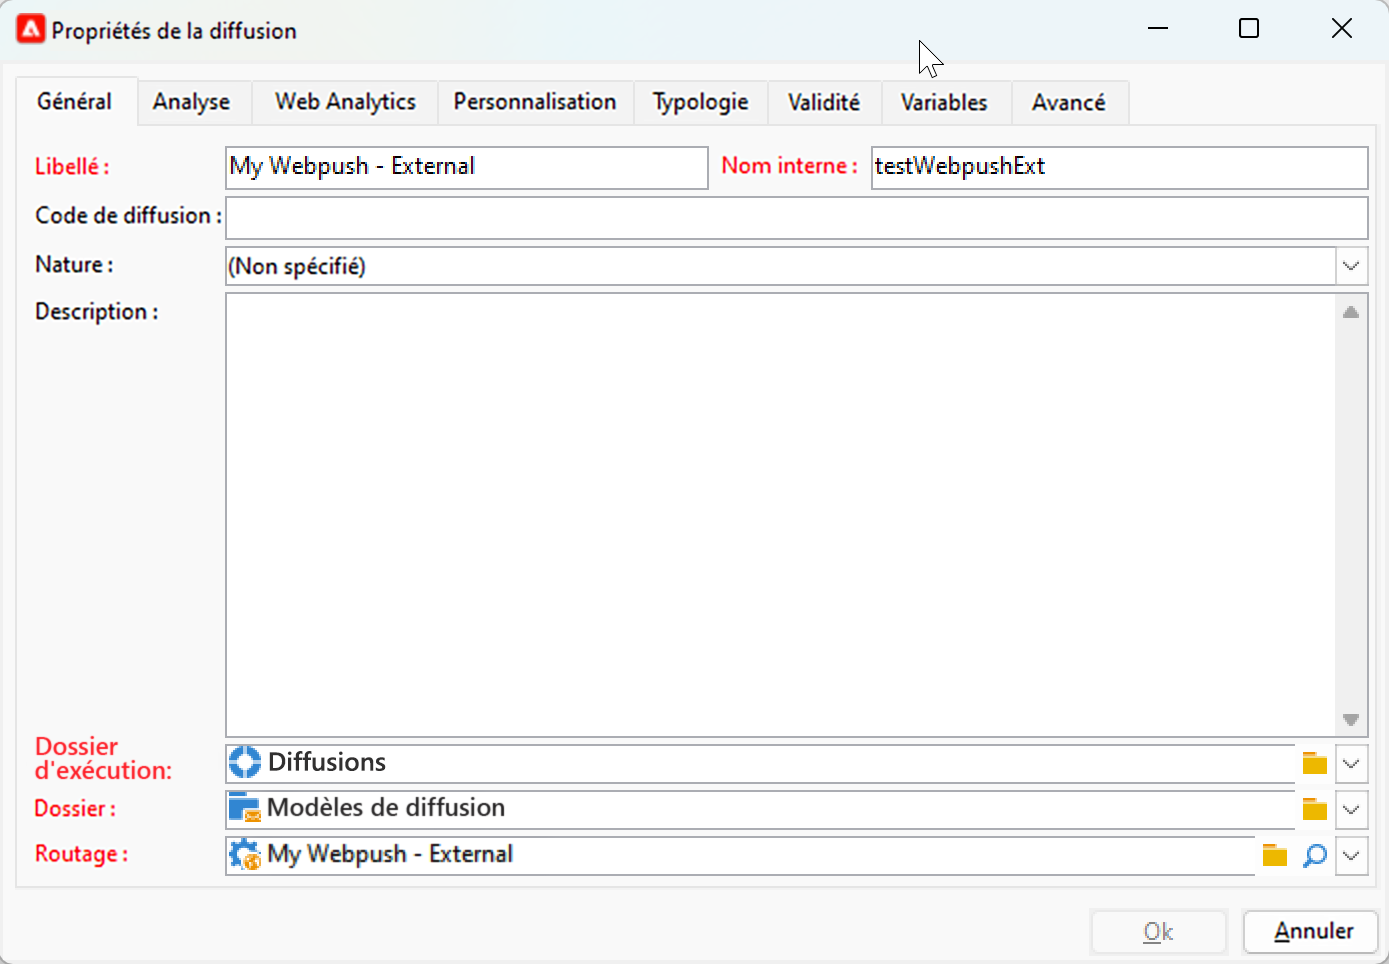 Propriétés de la diffusion
Général Analyse Web Analytics Personnalisation Typologie Validité Variables Avancé
Libellé : My Webpush - External Nom interne : testWebpushExt
Code de diffusion :
Nature : (Non spécifié)
Description :
Dossier
d'exécution: Diffusions
Dossier : Modèles de diffusion
Routage : My Webpush - External
Ok Annuler